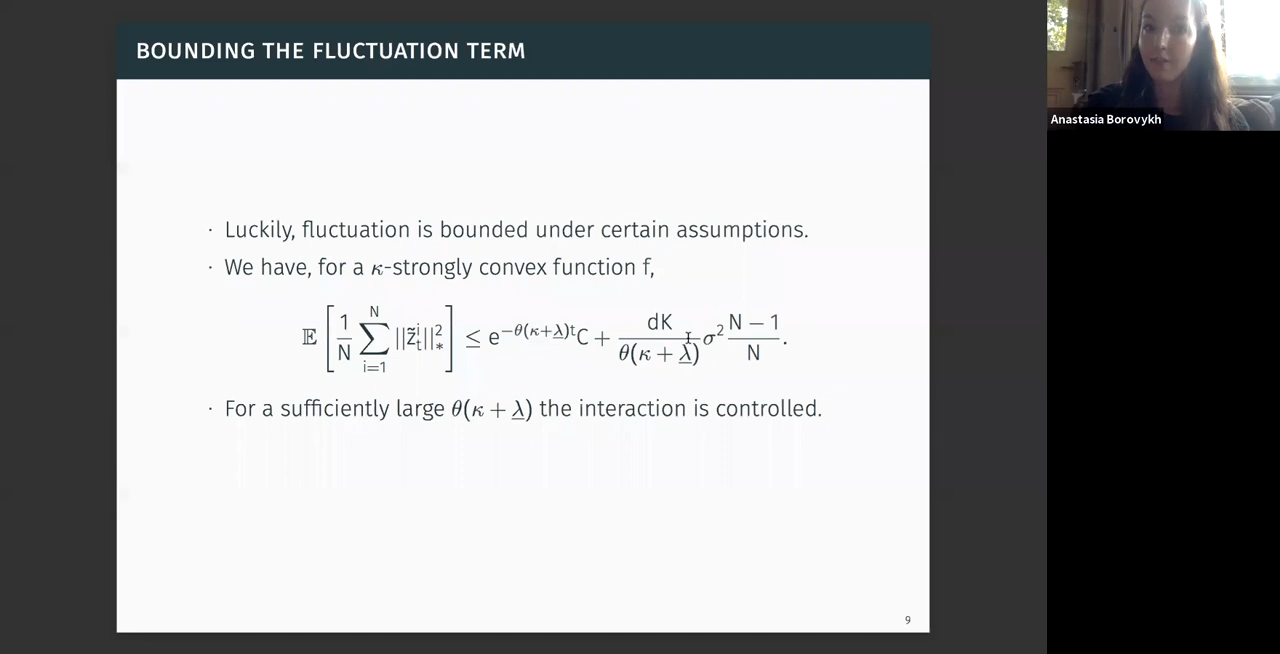 BOUNDING THE FLUCTUATION TERM
Anastasia Borovykh
· Luckily, fluctuation is bounded under certain assumptions.
· We have, for a κ-strongly convex function f,
𝔼 [ 1/N ∑_{i=1}^{N} ||z̃_t^i||_*^2 ] ≤ e^{−θ(κ+λ̲)t}C + dK/θ(κ + λ̲) σ² N − 1/N.
· For a sufficiently large θ(κ + λ̲) the interaction is controlled.
9